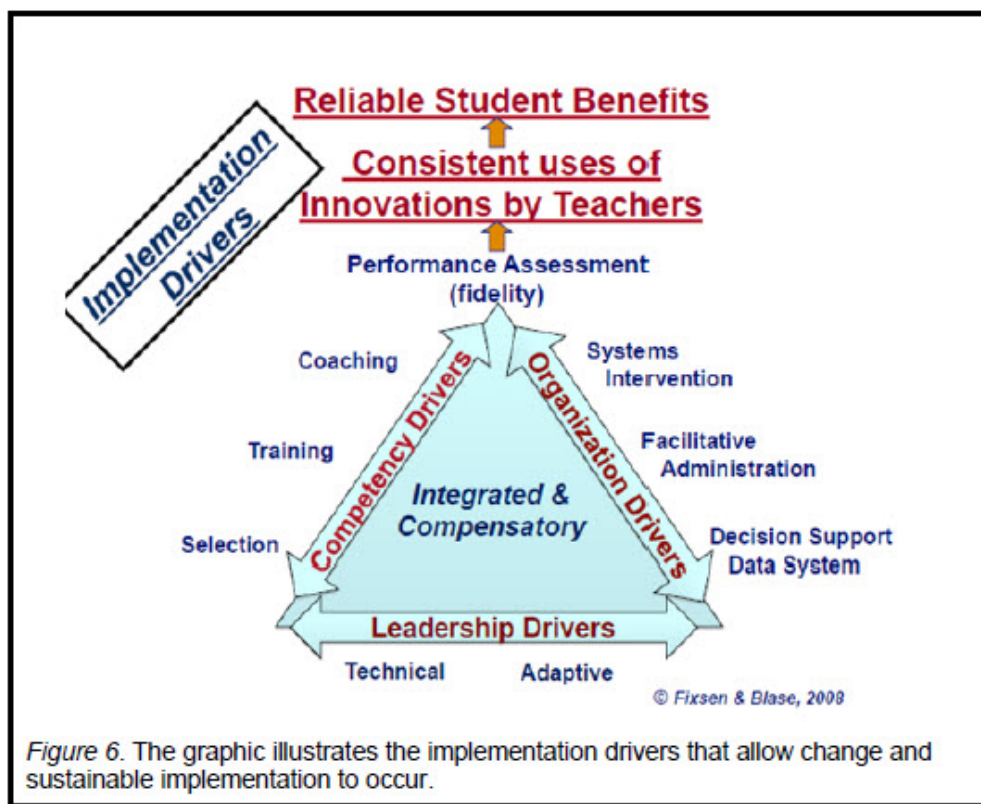 Reliable Student Benefits
Implementation
Drivers
Consistent uses of
Innovations by Teachers
Performance Assessment
(fidelity)
Coaching
Training
Selection
Competency Drivers
Integrated &
Compensatory
Organization Drivers
Systems
Intervention
Facilitative
Administration
Decision Support
Data System
Leadership Drivers
Technical
Adaptive
© Fixsen & Blase, 2008
Figure 6. The graphic illustrates the implementation drivers that allow change and
sustainable implementation to occur.